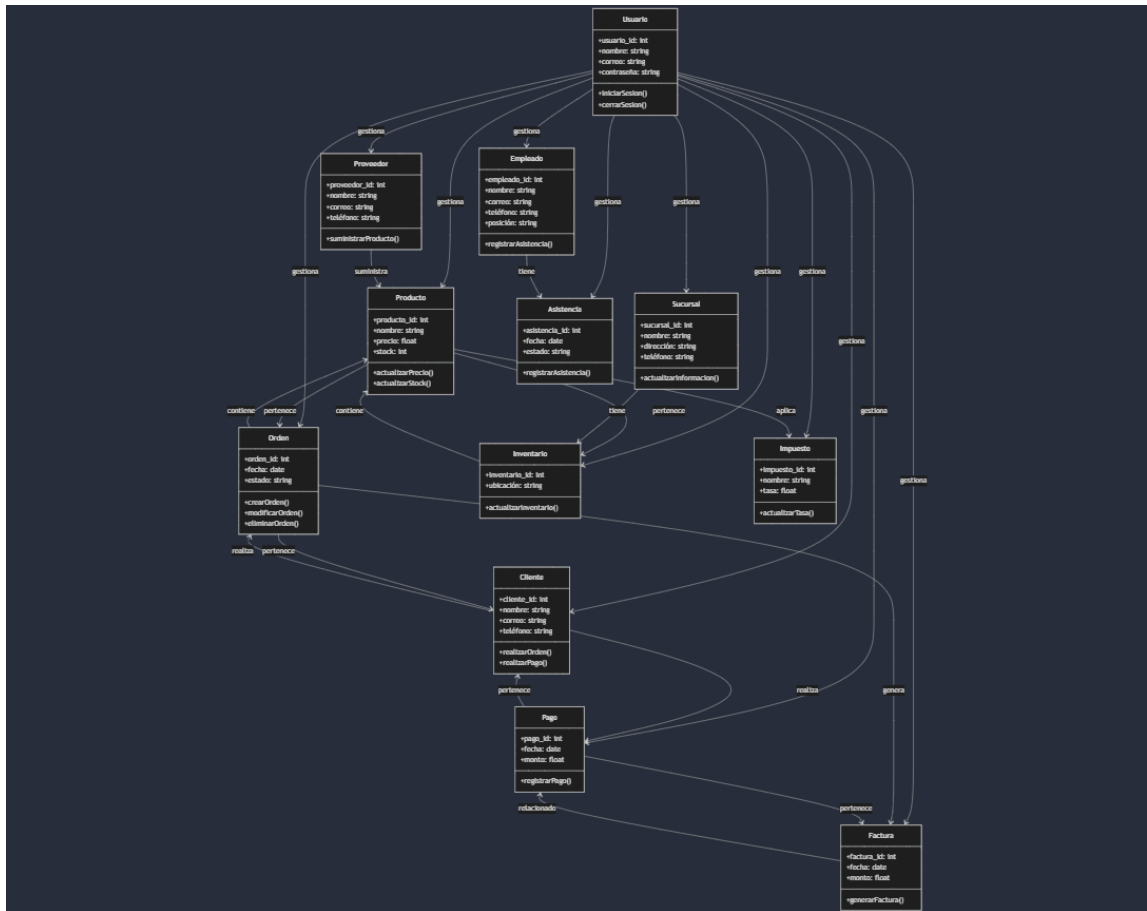 Usuario
+usuario_id: int
+nombre: string
+correo: string
+contraseña: string
+iniciarSesion()
+cerrarSesion()
gestiona
gestiona
Proveedor
+proveedor_id: int
+nombre: string
+correo: string
+teléfono: string
+suministrarProducto()
Empleado
+empleado_id: int
+nombre: string
+correo: string
+teléfono: string
+posición: string
+registrarAsistencia()
gestiona
gestiona
gestiona
gestiona
suministra
tiene
gestiona
gestiona
Producto
+producto_id: int
+nombre: string
+precio: float
+stock: int
+actualizarPrecio()
+actualizarStock()
Asistencia
+asistencia_id: int
+fecha: date
+estado: string
+registrarAsistencia()
Sucursal
+sucursal_id: int
+nombre: string
+dirección: string
+teléfono: string
+actualizarInformacion()
gestiona
contiene
pertenece
contiene
tiene
pertenece
aplica
gestiona
Orden
+orden_id: int
+fecha: date
+estado: string
+crearOrden()
+modificarOrden()
+eliminarOrden()
Inventario
+inventario_id: int
+ubicación: string
+actualizarInventario()
Impuesto
+impuesto_id: int
+nombre: string
+tasa: float
+actualizarTasa()
gestiona
realiza
pertenece
Cliente
+cliente_id: int
+nombre: string
+correo: string
+teléfono: string
+realizarOrden()
+realizarPago()
pertenece
realiza
genera
Pago
+pago_id: int
+fecha: date
+monto: float
+registrarPago()
relacionado
pertenece
Factura
+factura_id: int
+fecha: date
+monto: float
+generarFactura()